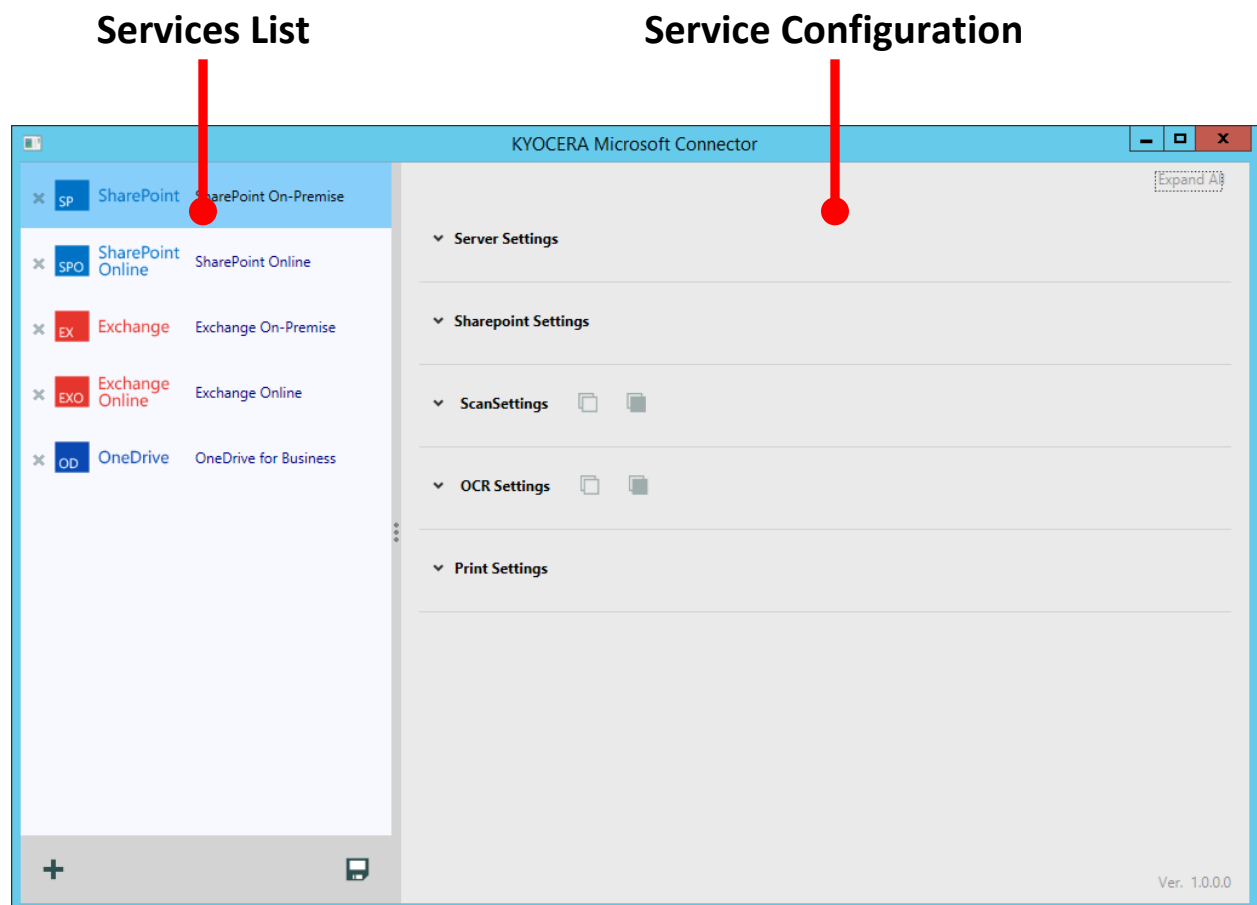 Services List
Service Configuration
KYOCERA Microsoft Connector
Expand All
SP SharePoint SharePoint On-Premise
SPO SharePoint Online SharePoint Online
EX Exchange Exchange On-Premise
EXO Exchange Online Exchange Online
OD OneDrive OneDrive for Business
Server Settings
Sharepoint Settings
ScanSettings
OCR Settings
Print Settings
Ver. 1.0.0.0